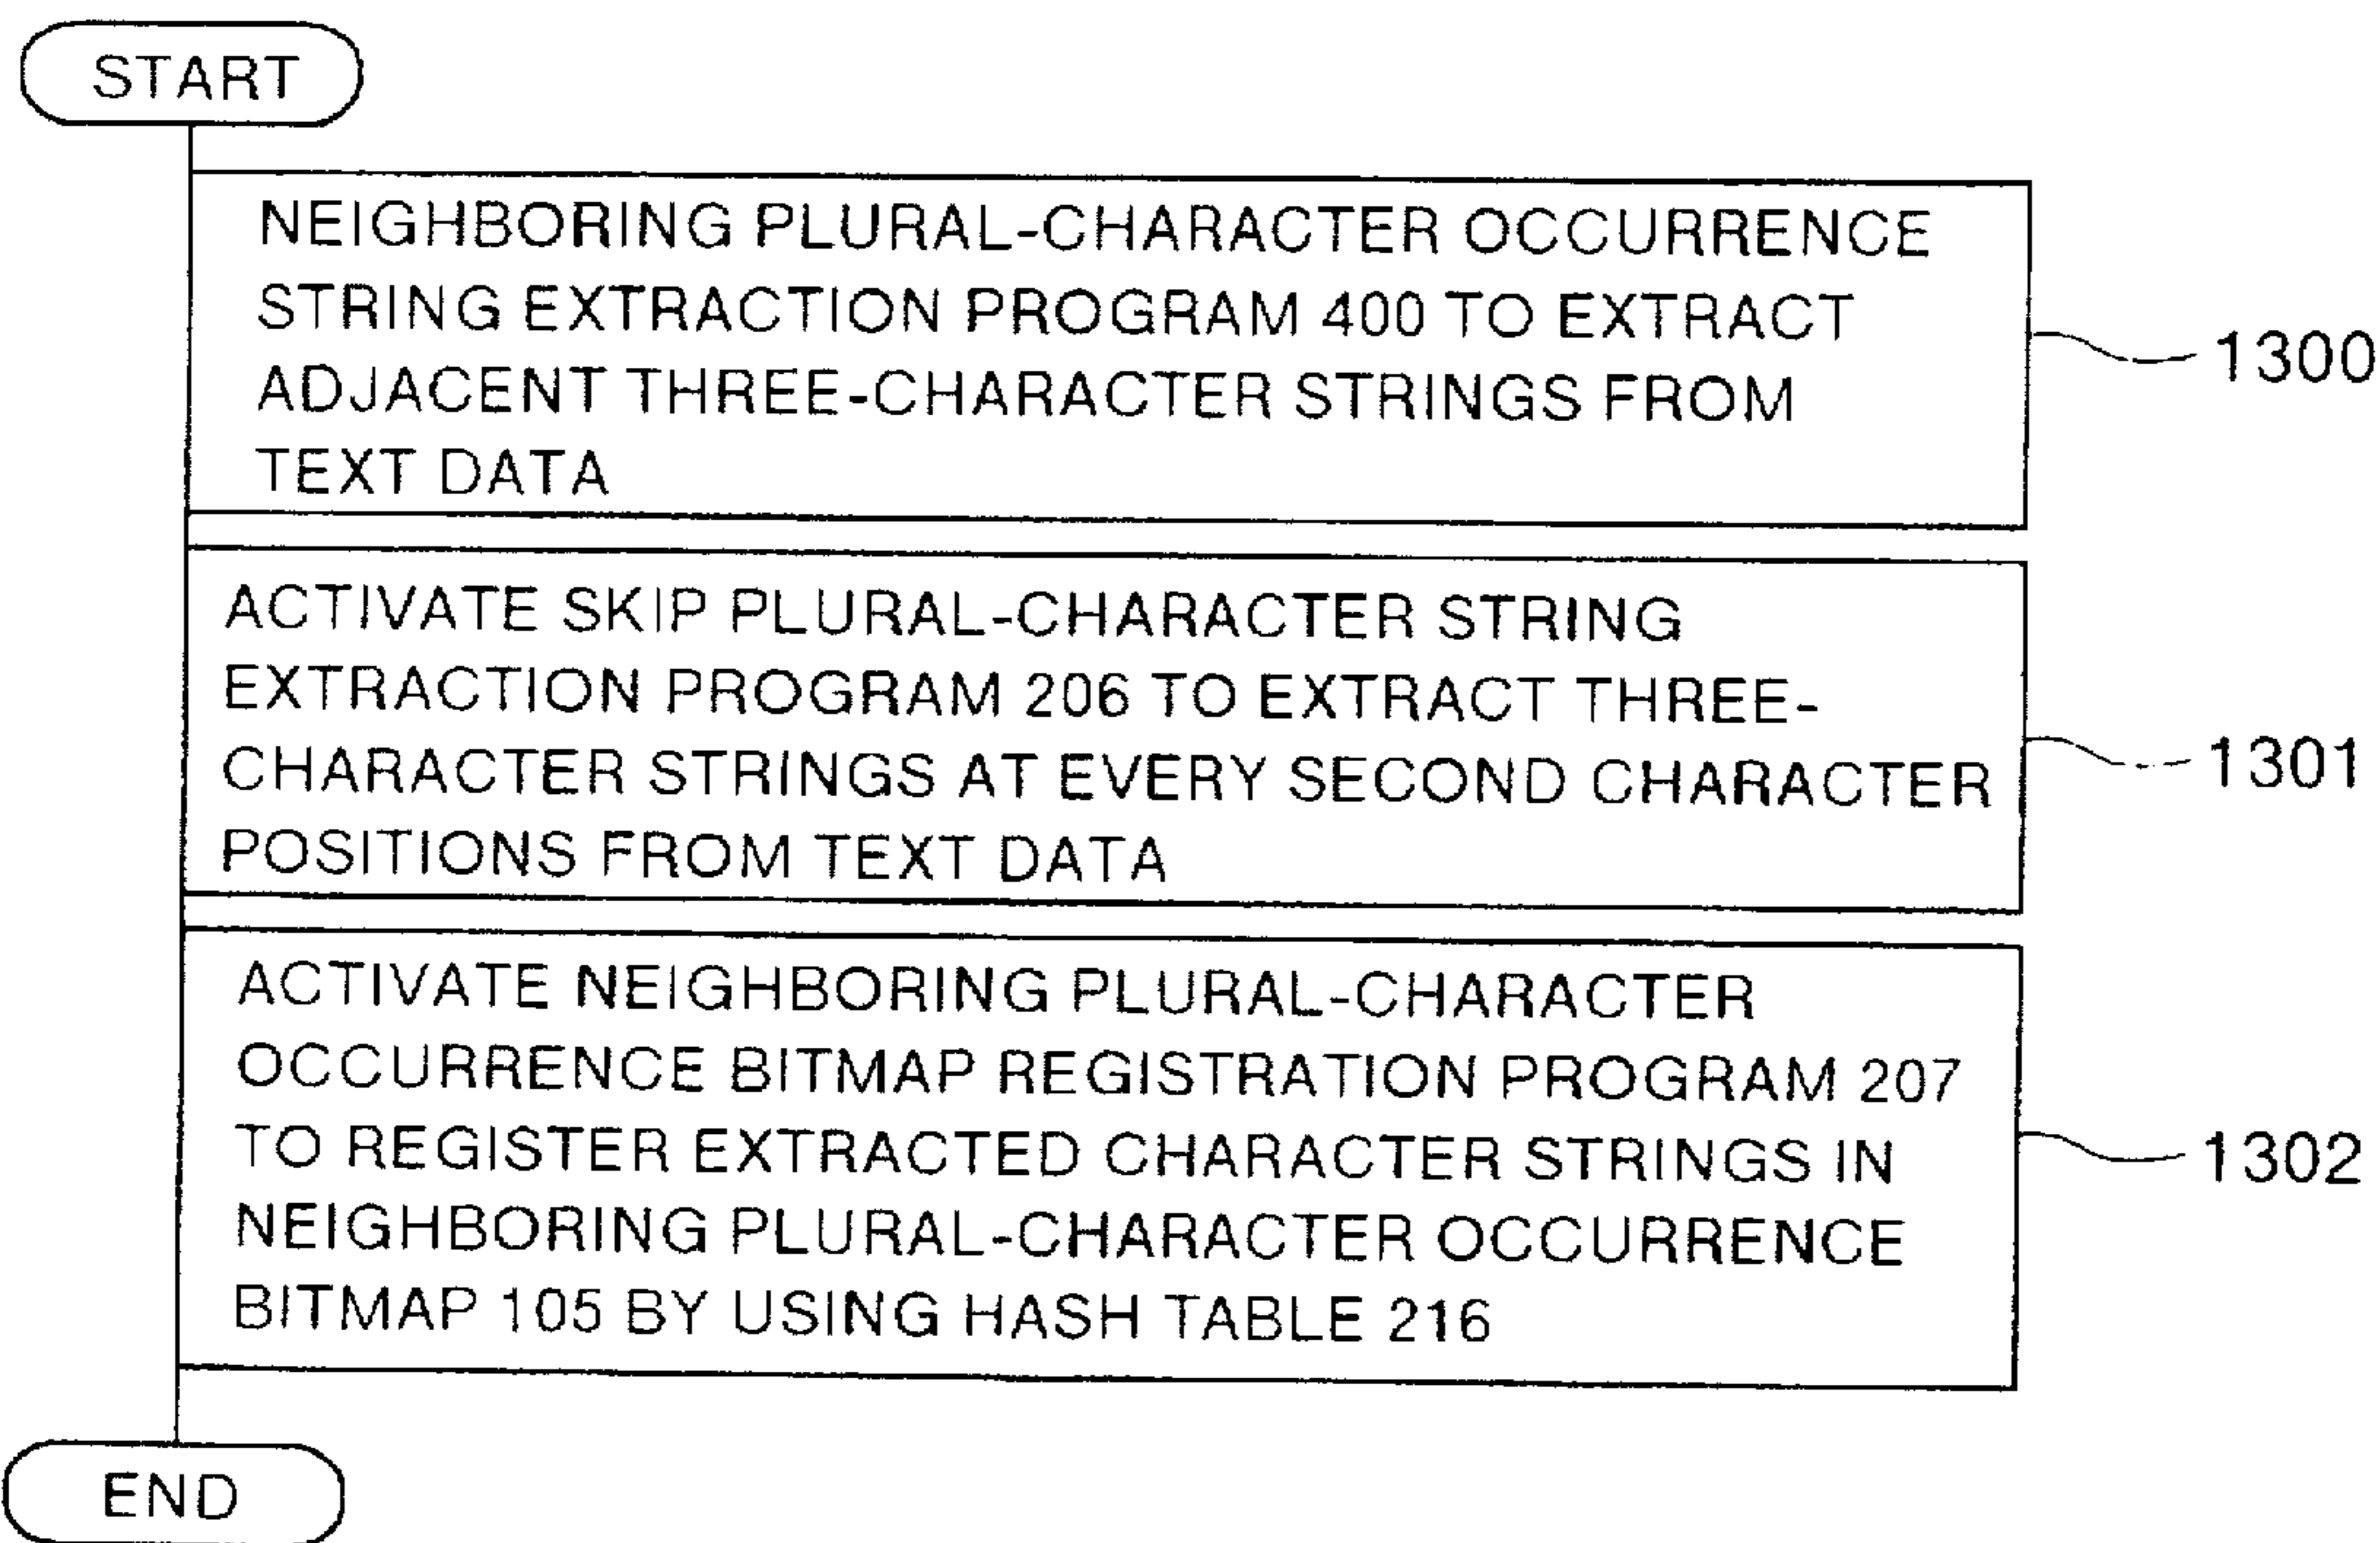 START
NEIGHBORING PLURAL-CHARACTER OCCURRENCE
STRING EXTRACTION PROGRAM 400 TO EXTRACT
ADJACENT THREE-CHARACTER STRINGS FROM
TEXT DATA
1300
ACTIVATE SKIP PLURAL-CHARACTER STRING
EXTRACTION PROGRAM 206 TO EXTRACT THREE-
CHARACTER STRINGS AT EVERY SECOND CHARACTER
POSITIONS FROM TEXT DATA
1301
ACTIVATE NEIGHBORING PLURAL-CHARACTER
OCCURRENCE BITMAP REGISTRATION PROGRAM 207
TO REGISTER EXTRACTED CHARACTER STRINGS IN
NEIGHBORING PLURAL-CHARACTER OCCURRENCE
BITMAP 105 BY USING HASH TABLE 216
1302
END